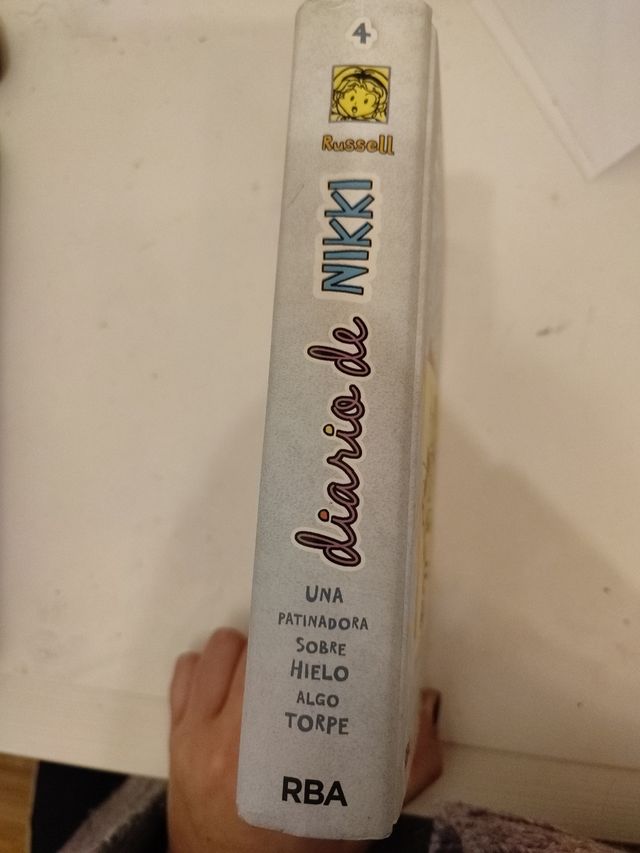 4
Russell
diario de NIKKI
UNA
PATINADORA
SOBRE
HIELO
ALGO
TORPE
RBA